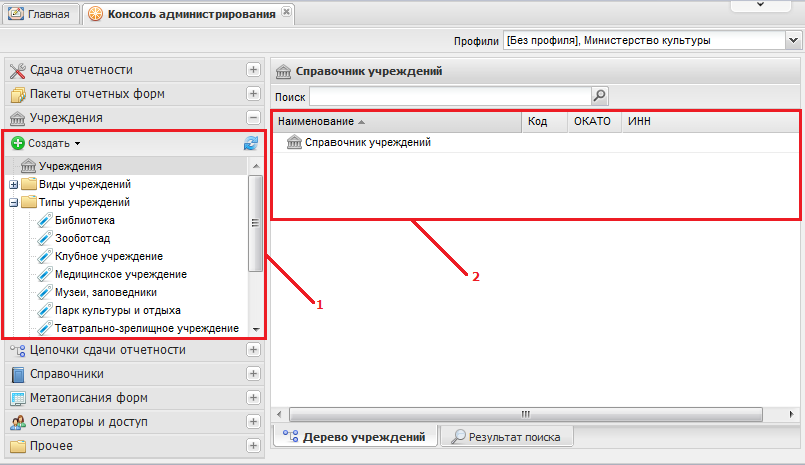 Главная
Консоль администрирования
Профили
[Без профиля], Министерство культуры
Сдача отчетности
Пакеты отчетных форм
Учреждения
Создать
Учреждения
Виды учреждений
Типы учреждений
Библиотека
Зооботсад
Клубное учреждение
Медицинское учреждение
Музеи, заповедники
Парк культуры и отдыха
Театрально-зрелищное учреждение
Цепочки сдачи отчетности
Справочники
Метаописания форм
Операторы и доступ
Прочее
1
Справочник учреждений
Поиск
Наименование Код ОКАТО ИНН
Справочник учреждений
2
Дерево учреждений
Результат поиска